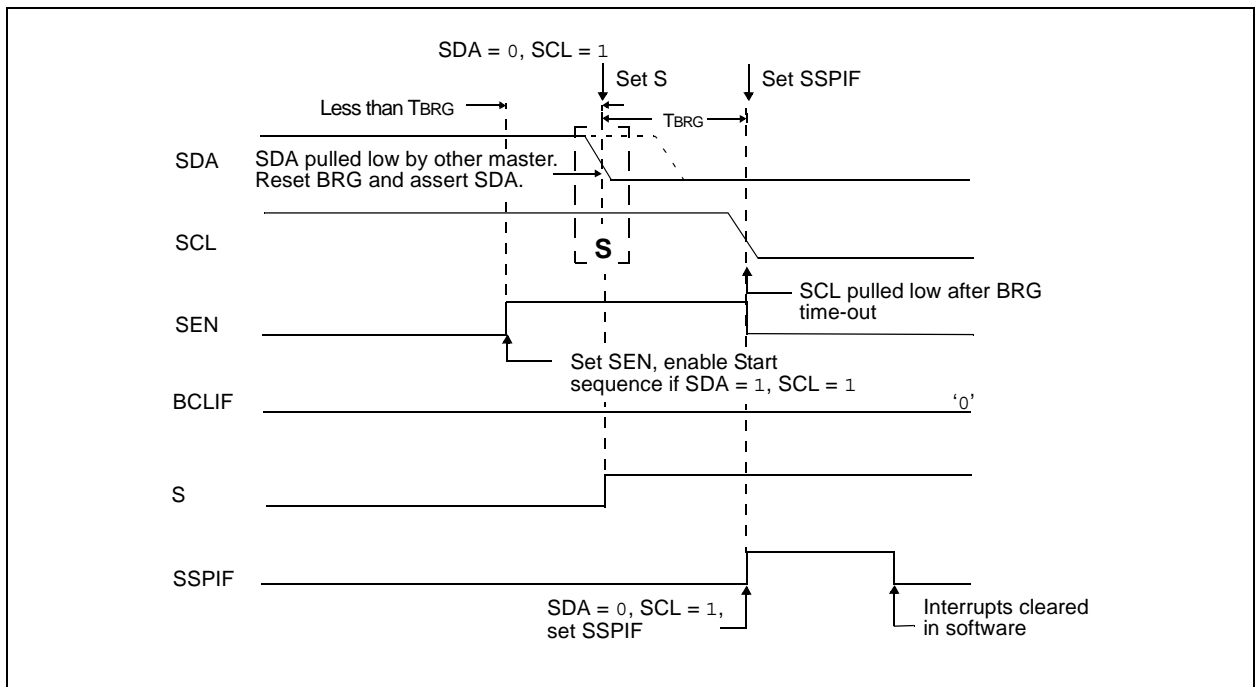 SDA = 0, SCL = 1
Set S
Set SSPIF
Less than TBRG
TBRG
SDA
SDA pulled low by other master.
Reset BRG and assert SDA.
SCL
S
SCL pulled low after BRG
time-out
SEN
Set SEN, enable Start
sequence if SDA = 1, SCL = 1
BCLIF
‘0’
S
SSPIF
SDA = 0, SCL = 1,
set SSPIF
Interrupts cleared
in software